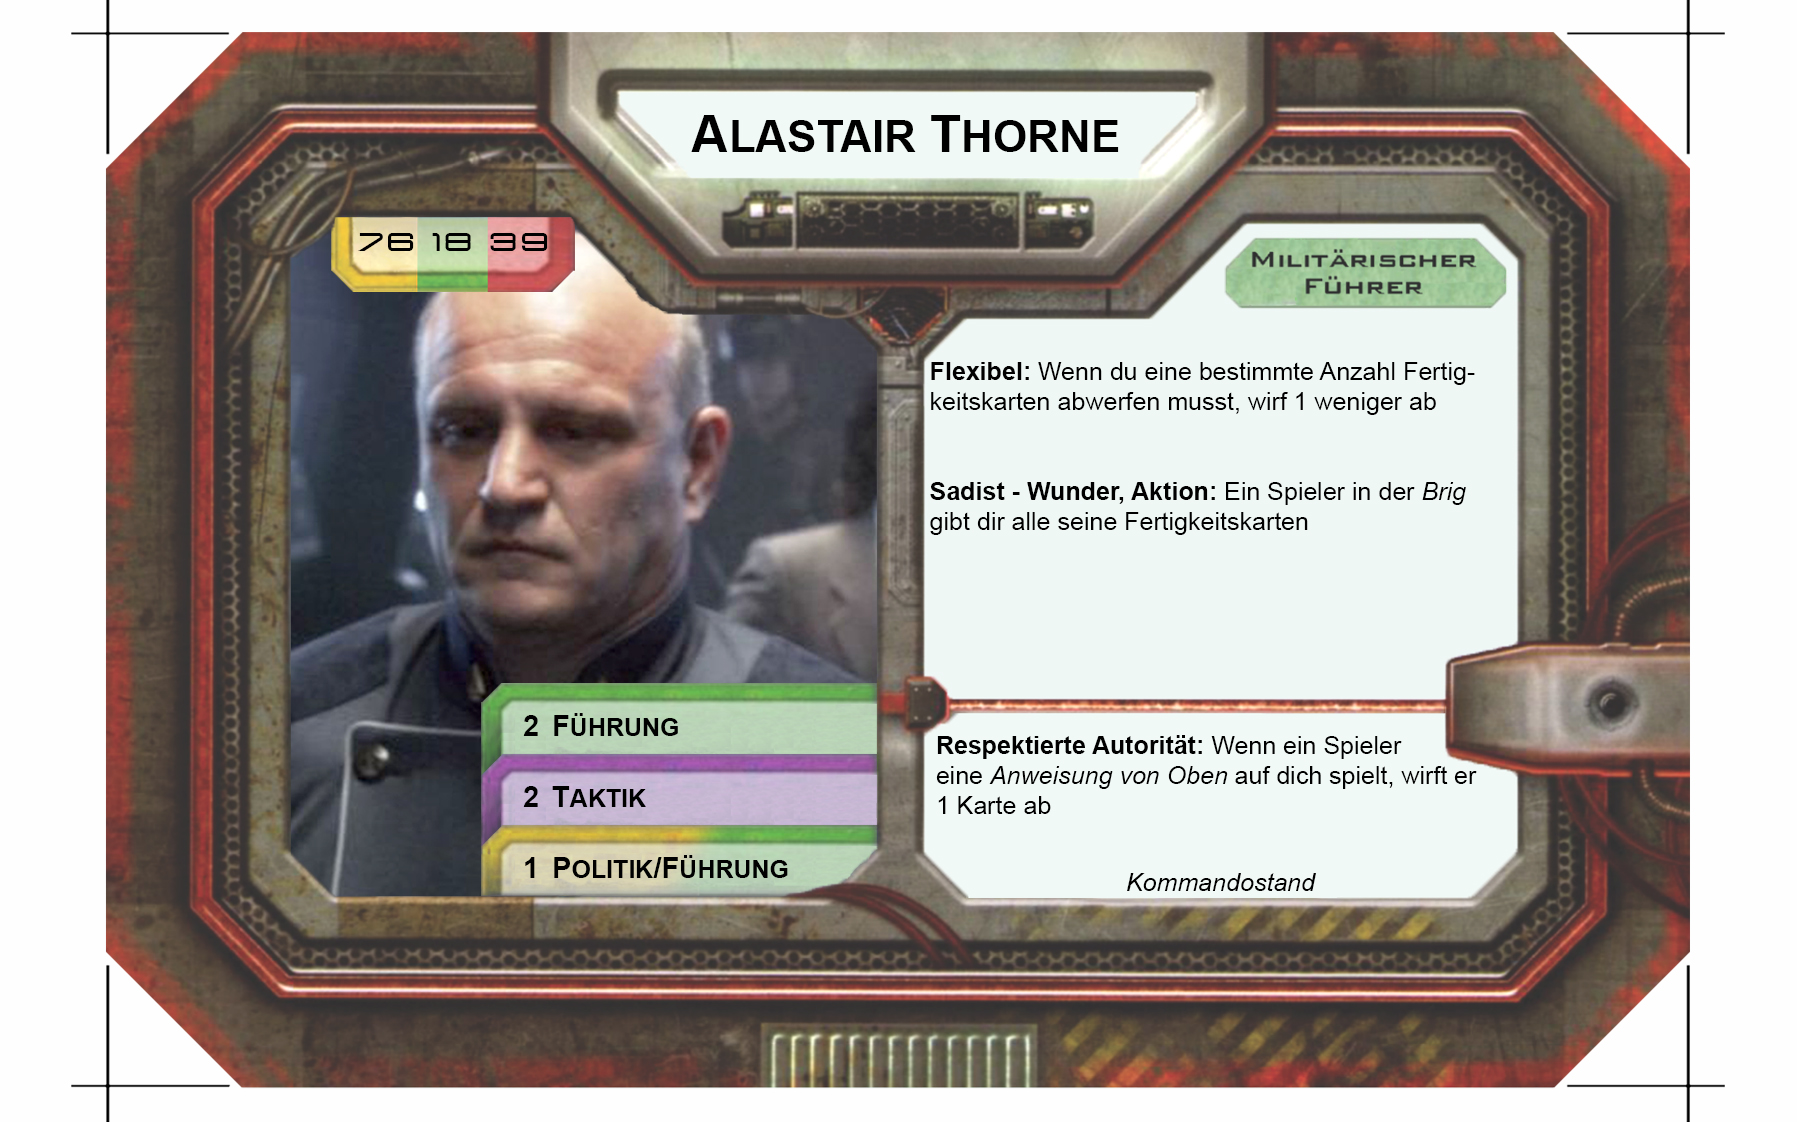 ALASTAIR THORNE
76 18 39
MILITÄRISCHER
FÜHRER
Flexibel: Wenn du eine bestimmte Anzahl Fertig-
keitskarten abwerfen musst, wirf 1 weniger ab
Sadist - Wunder, Aktion: Ein Spieler in der Brig
gibt dir alle seine Fertigkeitskarten
2 FÜHRUNG
2 TAKTIK
1 POLITIK/FÜHRUNG
Respektierte Autorität: Wenn ein Spieler
eine Anweisung von Oben auf dich spielt, wirft er
1 Karte ab
Kommandostand